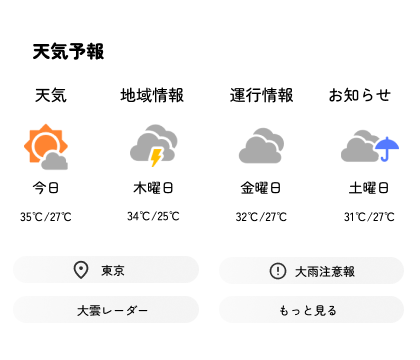 天気予報
天気 地域情報 運行情報 お知らせ
今日 木曜日 金曜日 土曜日
35℃/27℃ 34℃/25℃ 32℃/27℃ 31℃/27℃
東京 大雨注意報
大雲レーダー もっと見る